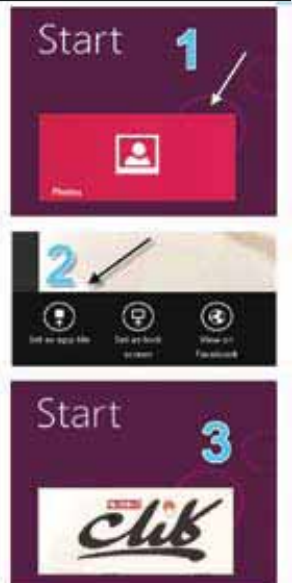 Start
1
Photos
2
Set as app tile
Set as lock
screen
View on
Facebook
Start
3
clik